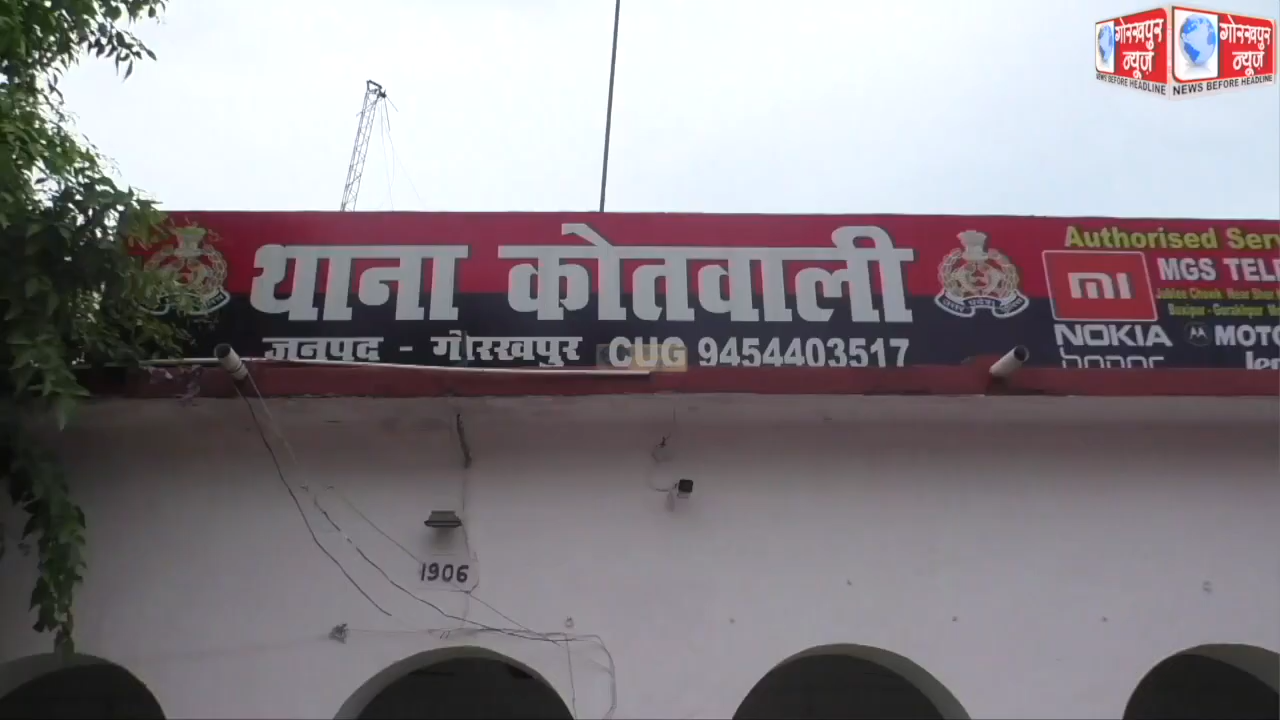 गोरखपुर न्यूज़
NEWS BEFORE HEADLINE
गोरखपुर न्यूज़
NEWS BEFORE HEADLINE
थाना कोतवाली
जनपद - गोरखपुर CUG 9454403517
Authorised Serv
mi
MGS TELE
NOKIA
MOTO
honor
1906